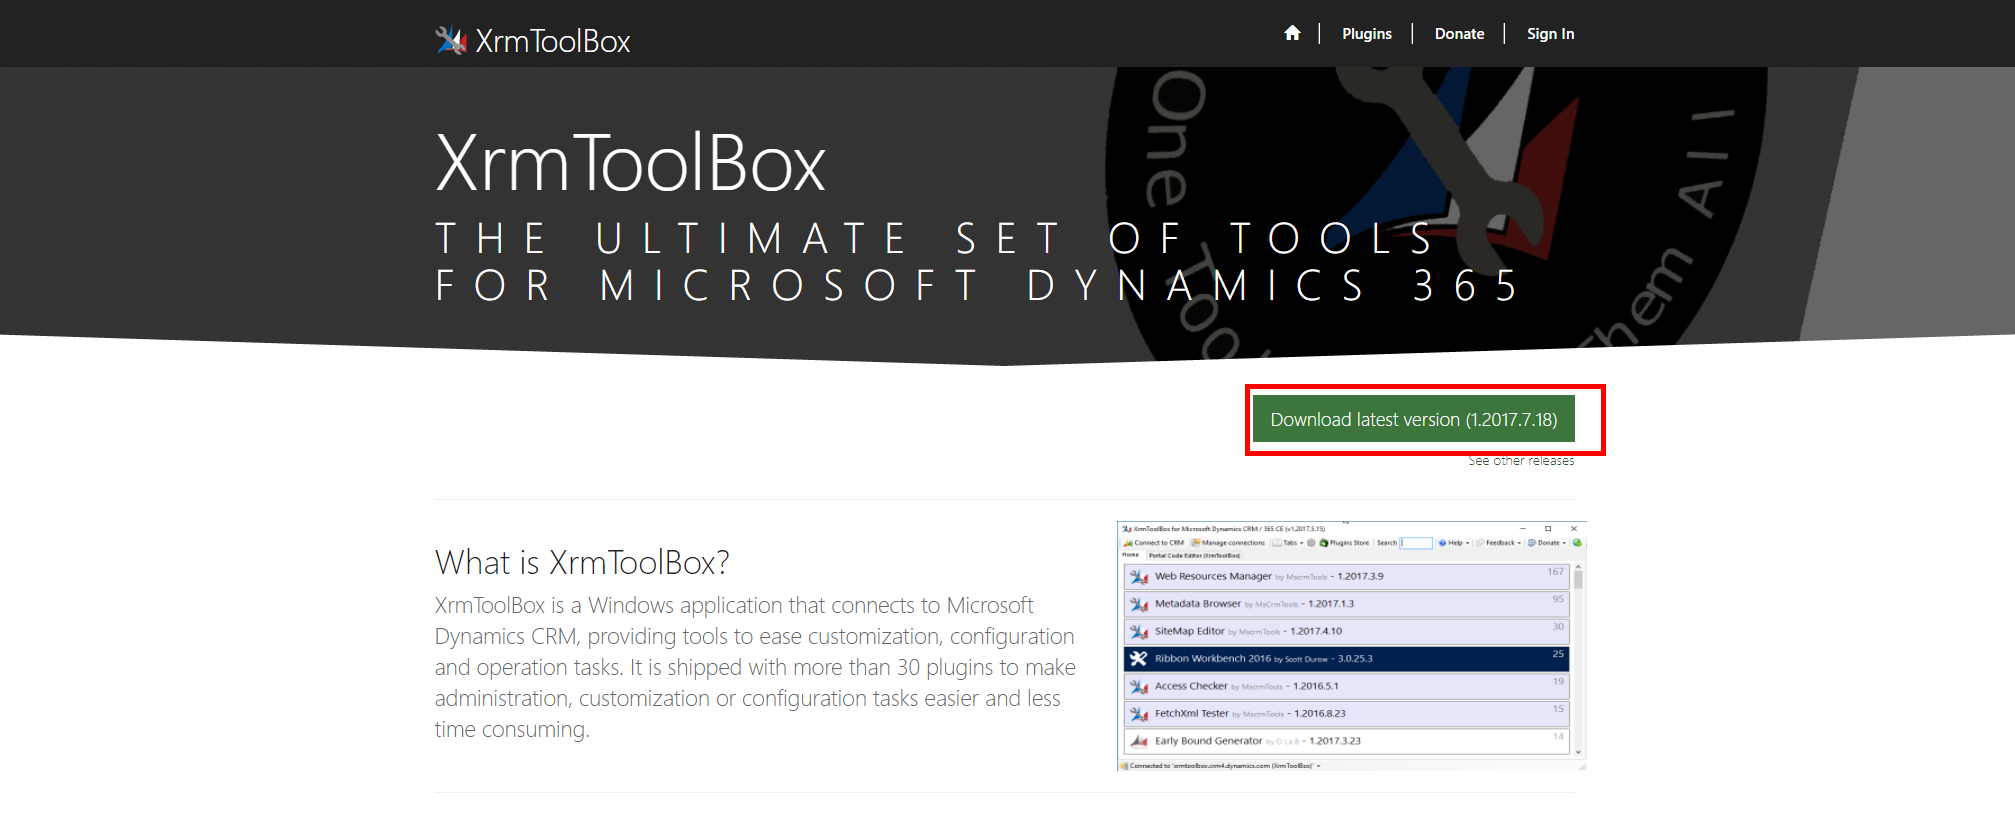 XrmToolBox
Plugins
Donate
Sign In
XrmToolBox
THE ULTIMATE SET OF TOOLS
FOR MICROSOFT DYNAMICS 365
One Tool
Them All
Download latest version (1.2017.7.18)
See other releases
What is XrmToolBox?
XrmToolBox is a Windows application that connects to Microsoft
Dynamics CRM, providing tools to ease customization, configuration
and operation tasks. It is shipped with more than 30 plugins to make
administration, customization or configuration tasks easier and less
time consuming.
XrmToolBox for Microsoft Dynamics CRM / 365-CE (v1.2017.5.15)
Connect to CRM Manage connections Tabs Plugins Store Search Help Feedback Donate
Home Portal Code Editor (XrmToolBox)
Web Resources Manager by MscrmTools - 1.2017.3.9 167
Metadata Browser by MsCrmTools - 1.2017.1.3 95
SiteMap Editor by MscrmTools - 1.2017.4.10 30
Ribbon Workbench 2016 by Scott Durow - 3.0.25.3 25
Access Checker by MscrmTools - 1.2016.5.1 19
FetchXml Tester by MscrmTools - 1.2016.8.23 15
Early Bound Generator by D La B - 1.2017.3.23 14
Connected to 'xrmtoolbox.crm4.dynamics.com (XrmToolBox)'